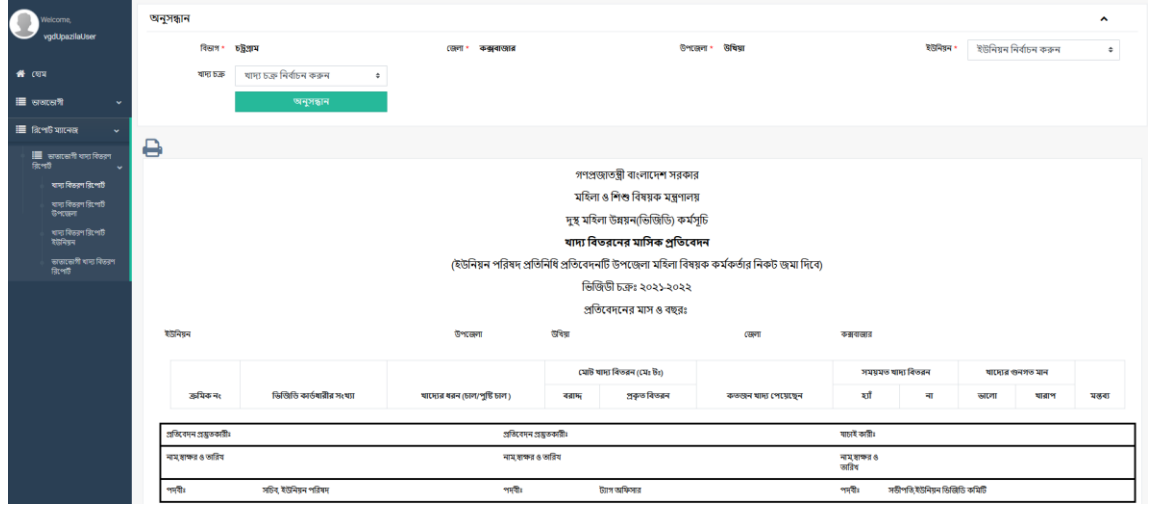 Welcome,
vgdUpazilaUser
হোম
ভাতাভোগী
রিপোর্ট ম্যানেজ
ভাতাভোগী খাদ্য বিতরণ
রিপোর্ট
খাদ্য বিতরণ রিপোর্ট
খাদ্য বিতরণ রিপোর্ট
উপজেলা
খাদ্য বিতরণ রিপোর্ট
ইউনিয়ন
ভাতাভোগী খাদ্য বিতরণ
রিপোর্ট
অনুসন্ধান
বিভাগ * চট্টগ্রাম জেলা * কক্সবাজার উপজেলা * উখিয়া ইউনিয়ন * ইউনিয়ন নির্বাচন করুন
খাদ্য চক্র খাদ্য চক্র নির্বাচন করুন
অনুসন্ধান
গণপ্রজাতন্ত্রী বাংলাদেশ সরকার
মহিলা ও শিশু বিষয়ক মন্ত্রণালয়
দুস্থ মহিলা উন্নয়ন(ভিজিডি) কর্মসূচি
খাদ্য বিতরনের মাসিক প্রতিবেদন
(ইউনিয়ন পরিষদ প্রতিনিধি প্রতিবেদনটি উপজেলা মহিলা বিষয়ক কর্মকর্তার নিকট জমা দিবে)
ভিজিডী চক্রঃ ২০২১-২০২২
প্রতিবেদনের মাস ও বছরঃ
ইউনিয়ন উপজেলা উখিয়া জেলা কক্সবাজার
মোট খাদ্য বিতরন (মেঃ টঃ) সময়মত খাদ্য বিতরন খাদ্যের গুনগত মান
ক্রমিক নং ভিজিডি কার্ডধারীর সংখ্যা খাদ্যের ধরন (চাল/পুষ্টি চাল ) বরাদ্দ প্রকৃত বিতরন কতজন খাদ্য পেয়েছেন হ্যাঁ না ভালো খারাপ মন্তব্য
প্রতিবেদন প্রস্তুতকারীঃ প্রতিবেদন প্রস্তুতকারীঃ যাচাই কারীঃ
নাম,স্বাক্ষর ও তারিখ নাম,স্বাক্ষর ও তারিখ নাম,স্বাক্ষর ও
তারিখ
পদবীঃ সচিব, ইউনিয়ন পরিষদ পদবীঃ ট্যাগ অফিসার পদবীঃ সভীপতি,ইউনিয়ন ভিজিডি কমিটি